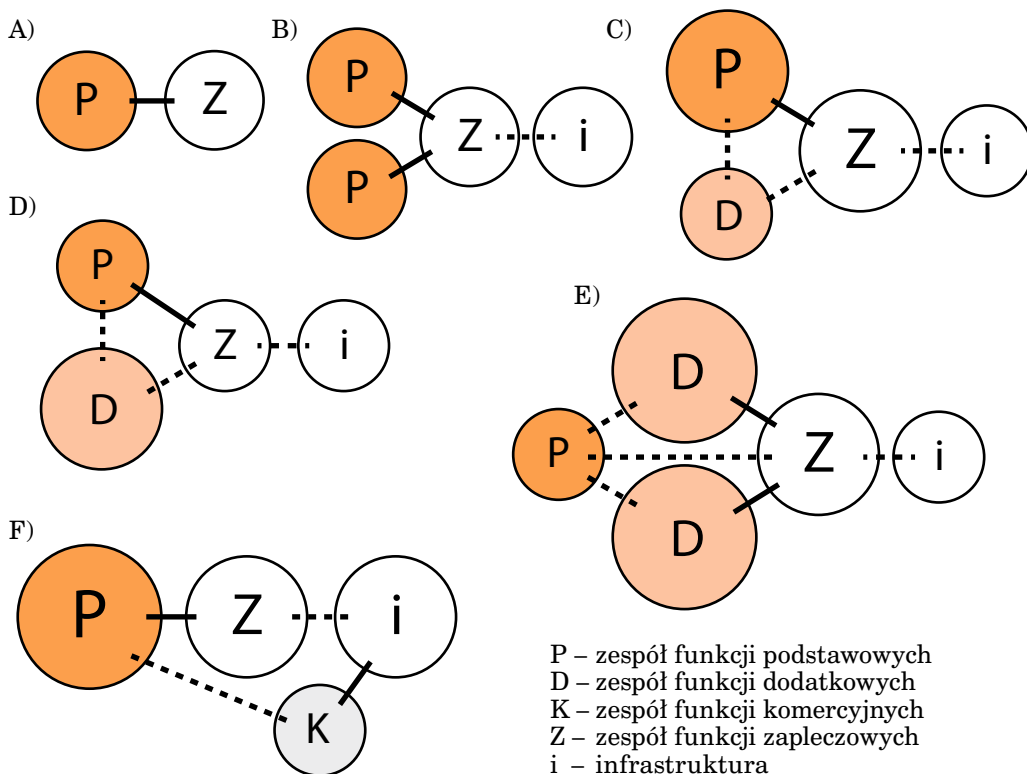 A)
P
Z
B)
P
P
Z
i
C)
P
D
Z
i
D)
P
D
Z
i
E)
P
D
D
Z
i
F)
P
Z
i
K
P – zespół funkcji podstawowych
D – zespół funkcji dodatkowych
K – zespół funkcji komercyjnych
Z – zespół funkcji zapleczowych
i – infrastruktura